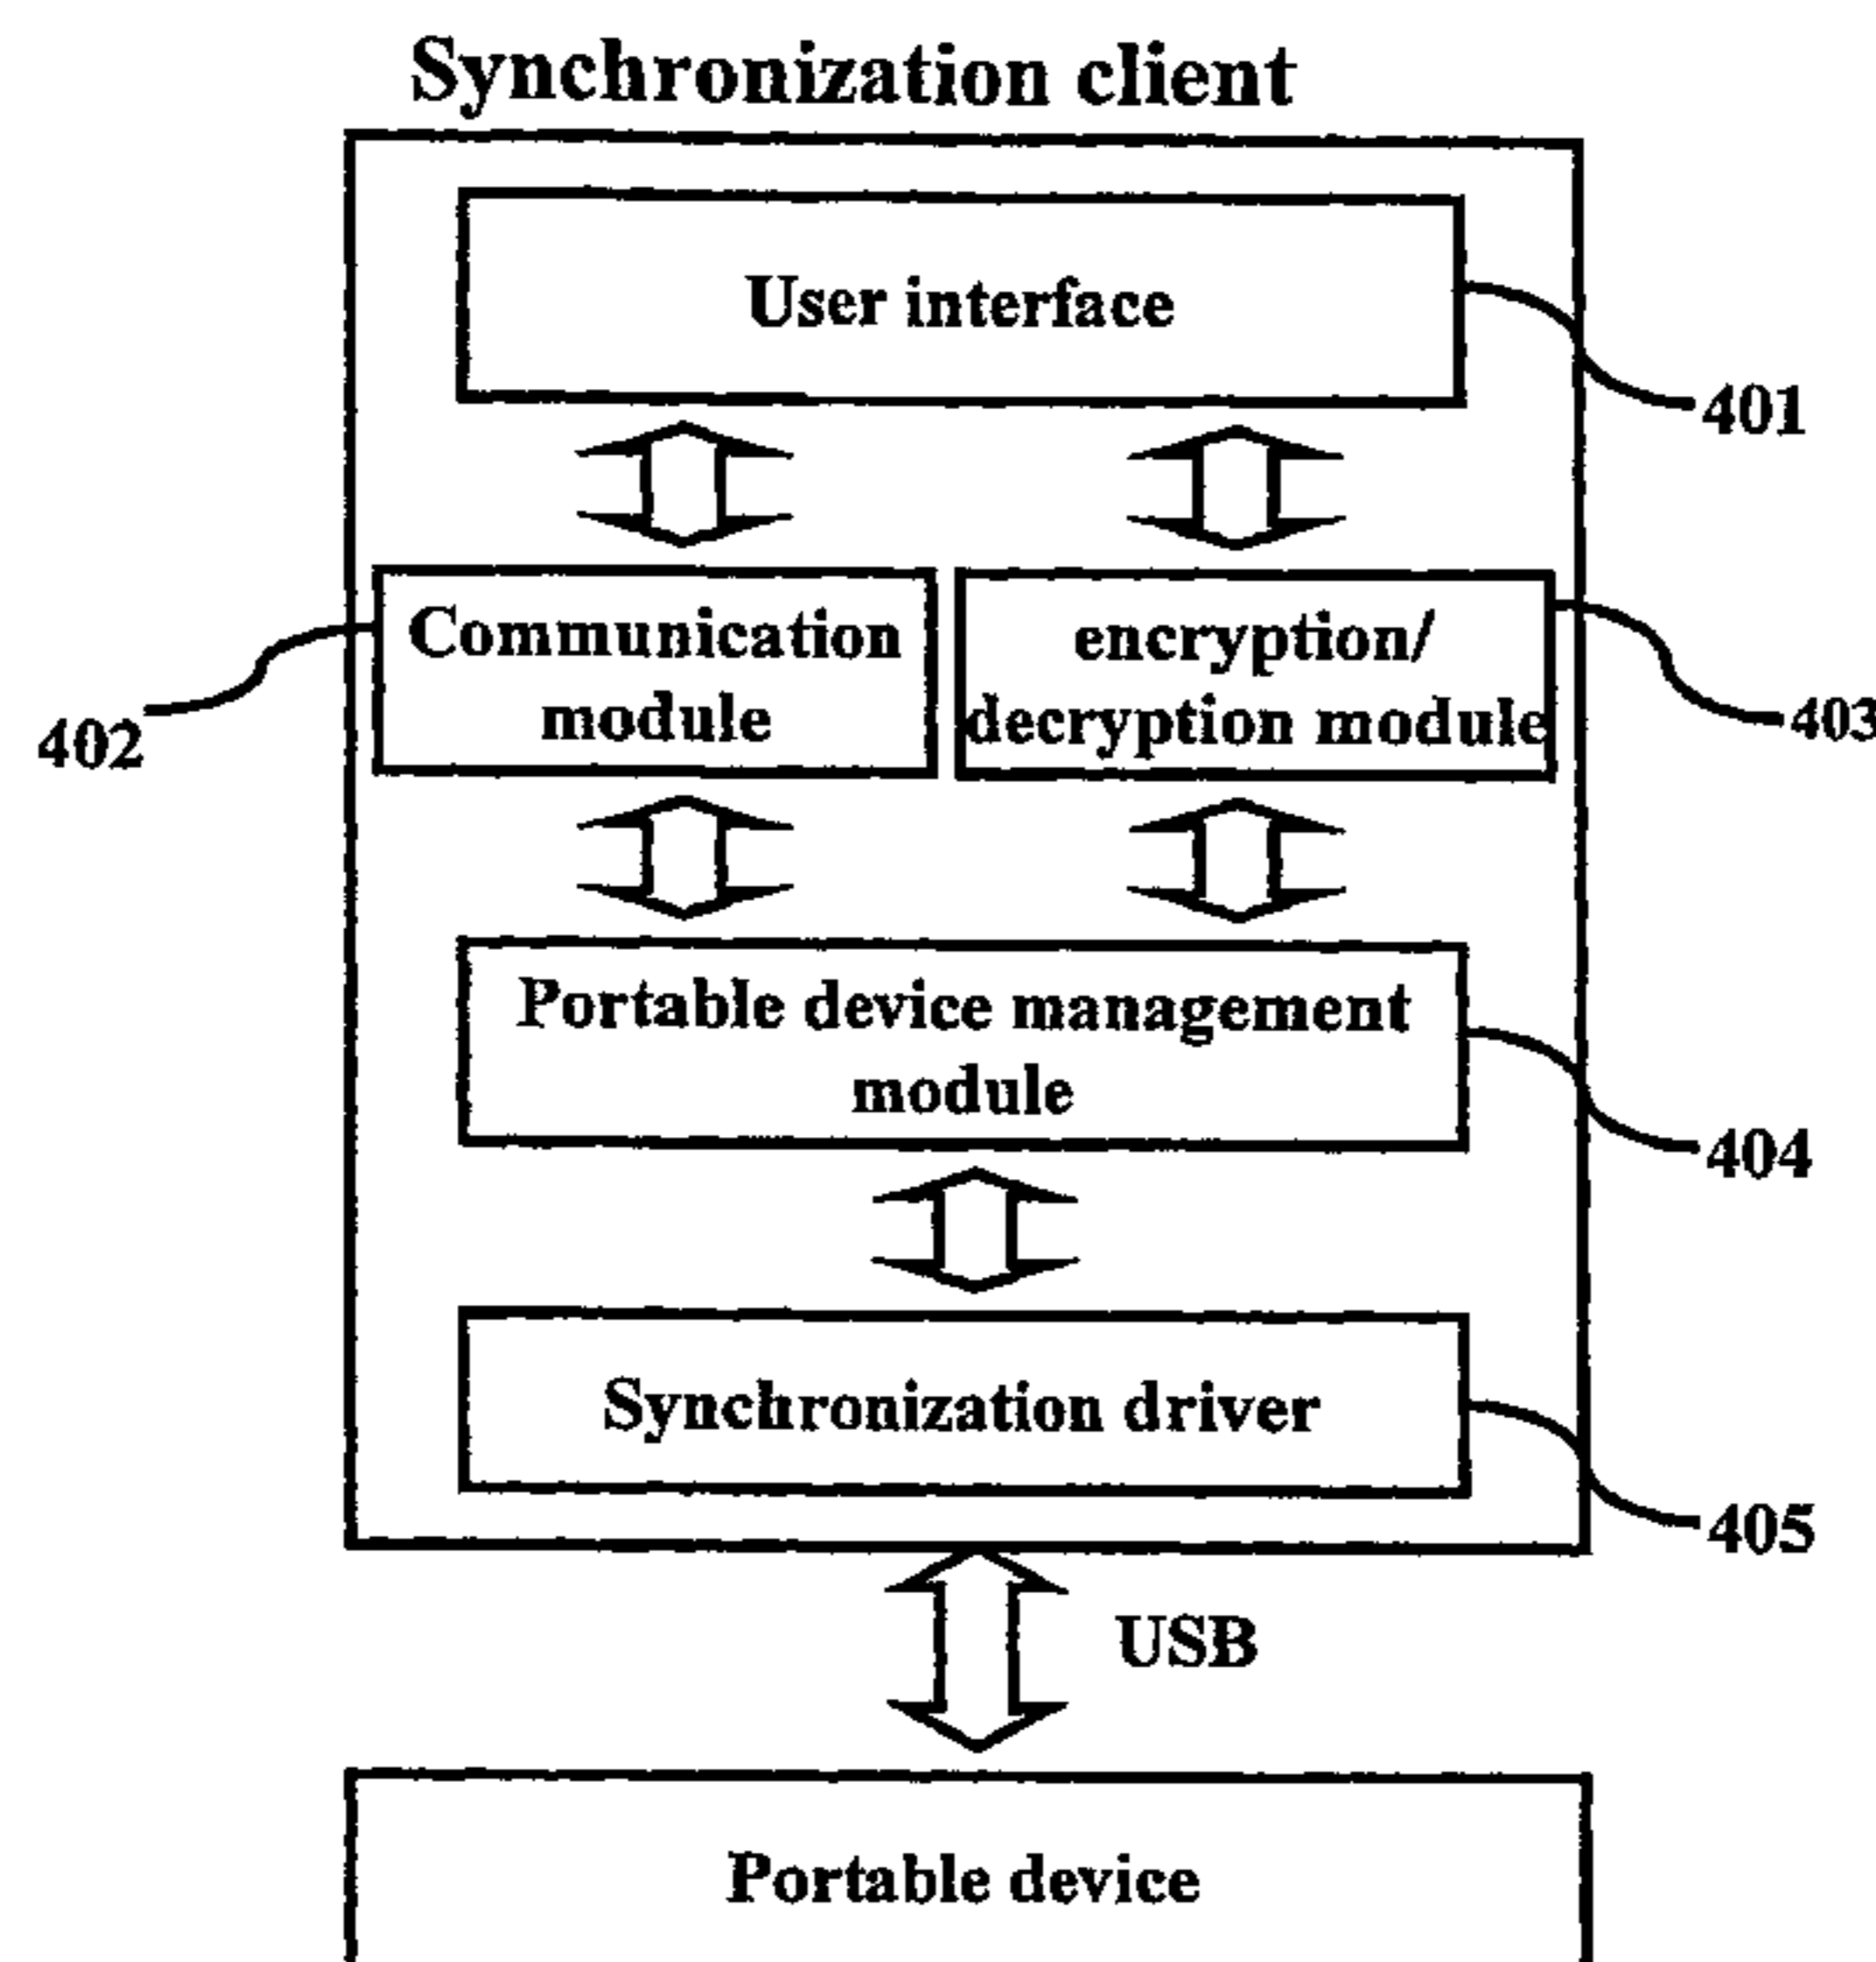 Synchronization client
User interface
401
Communication
module
encryption/
decryption module
402
403
Portable device management
module
404
Synchronization driver
405
USB
Portable device